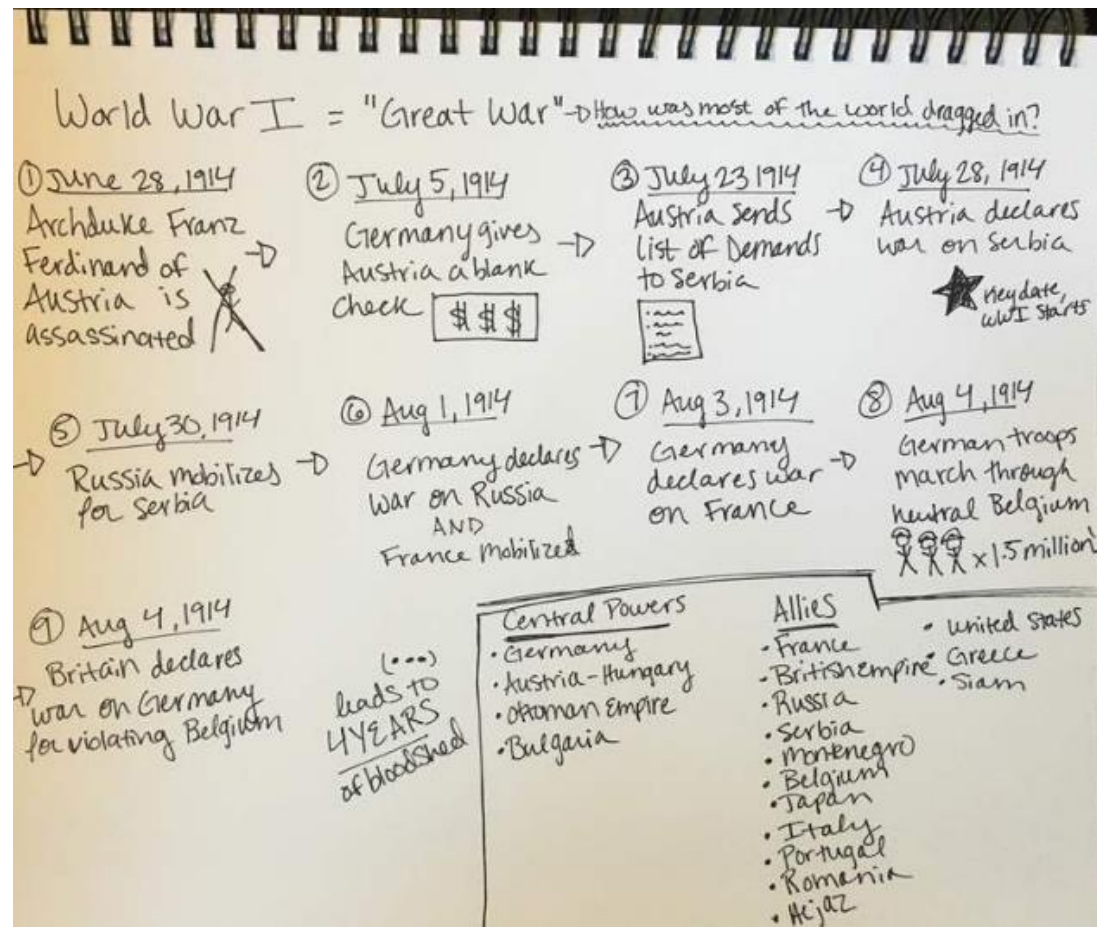 World War I = "Great War" → How was most of the world dragged in?
① June 28, 1914
Archduke Franz
Ferdinand of
Austria is
assassinated
② July 5, 1914
Germany gives
Austria a blank
check
$ $ $
③ July 23 1914
Austria sends
list of Demands
to Serbia
④ July 28, 1914
Austria declares
war on Serbia
Key date,
WWI starts
⑤ July 30, 1914
Russia mobilizes
for Serbia
⑥ Aug 1, 1914
Germany declares
war on Russia
AND
France mobilized
⑦ Aug 3, 1914
Germany
declares war
on France
⑧ Aug 4, 1914
German troops
march through
neutral Belgium
x 1.5 million
⑨ Aug 4, 1914
Britain declares
war on Germany
for violating Belgium
(...)
leads to
4 YEARS
of bloodshed
Central Powers
• Germany
• Austria-Hungary
• Ottoman Empire
• Bulgaria
Allies
• France
• British empire
• Russia
• Serbia
• Montenegro
• Belgium
• Japan
• Italy
• Portugal
• Romania
• Hejaz
• United States
• Greece
• Siam